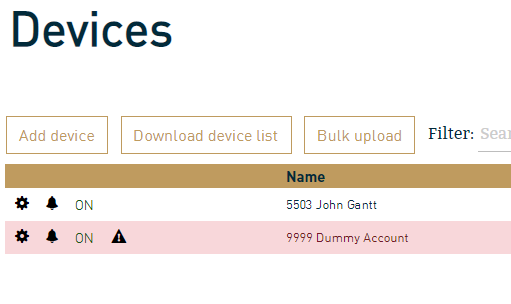 Devices
Add device Download device list Bulk upload Filter:
Name
ON 5503 John Gantt
ON 9999 Dummy Account